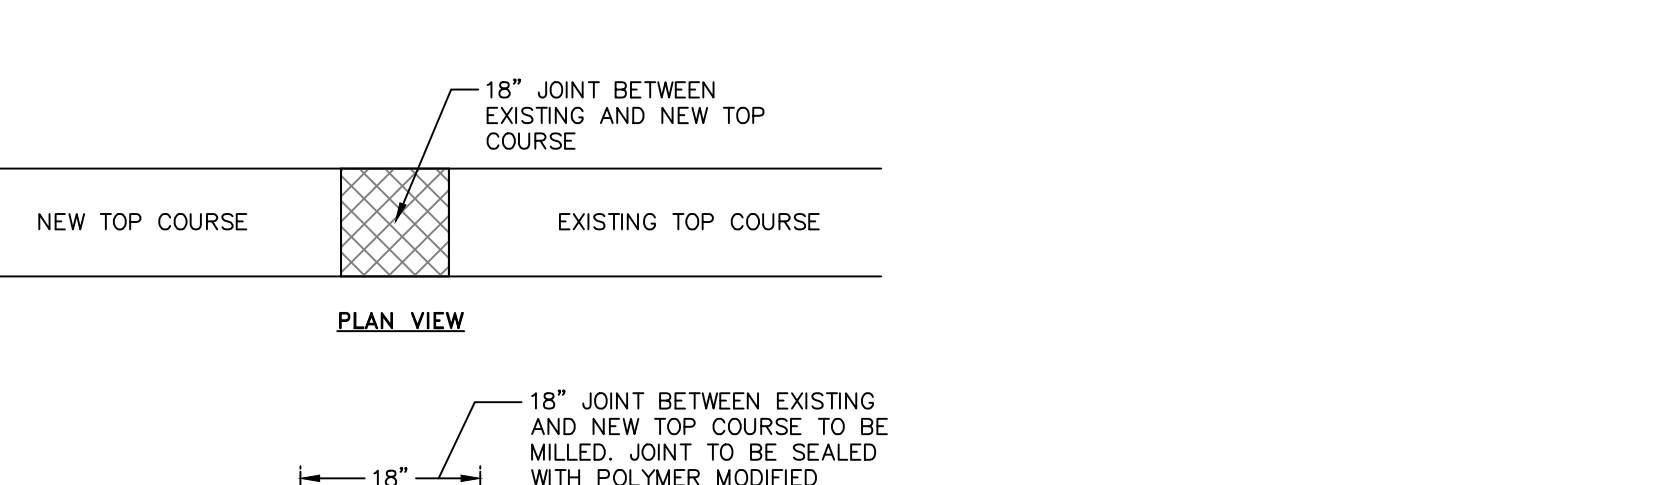 18” JOINT BETWEEN
EXISTING AND NEW TOP
COURSE
NEW TOP COURSE
EXISTING TOP COURSE
PLAN VIEW
18” JOINT BETWEEN EXISTING
AND NEW TOP COURSE TO BE
MILLED. JOINT TO BE SEALED
WITH POLYMER MODIFIED
18”